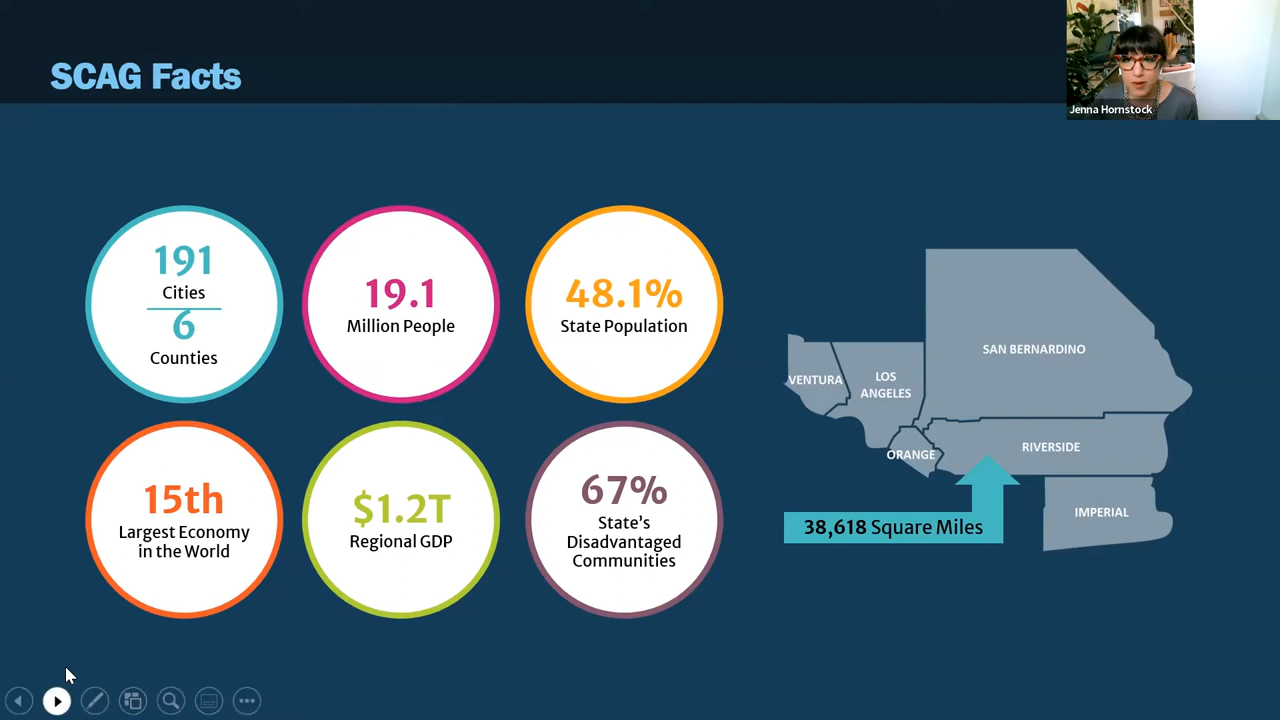 SCAG Facts
Jenna Hornstock
191
Cities
6
Counties
19.1
Million People
48.1%
State Population
15th
Largest Economy
in the World
$1.2T
Regional GDP
67%
State’s
Disadvantaged
Communities
SAN BERNARDINO
VENTURA
LOS
ANGELES
ORANGE
RIVERSIDE
IMPERIAL
38,618 Square Miles